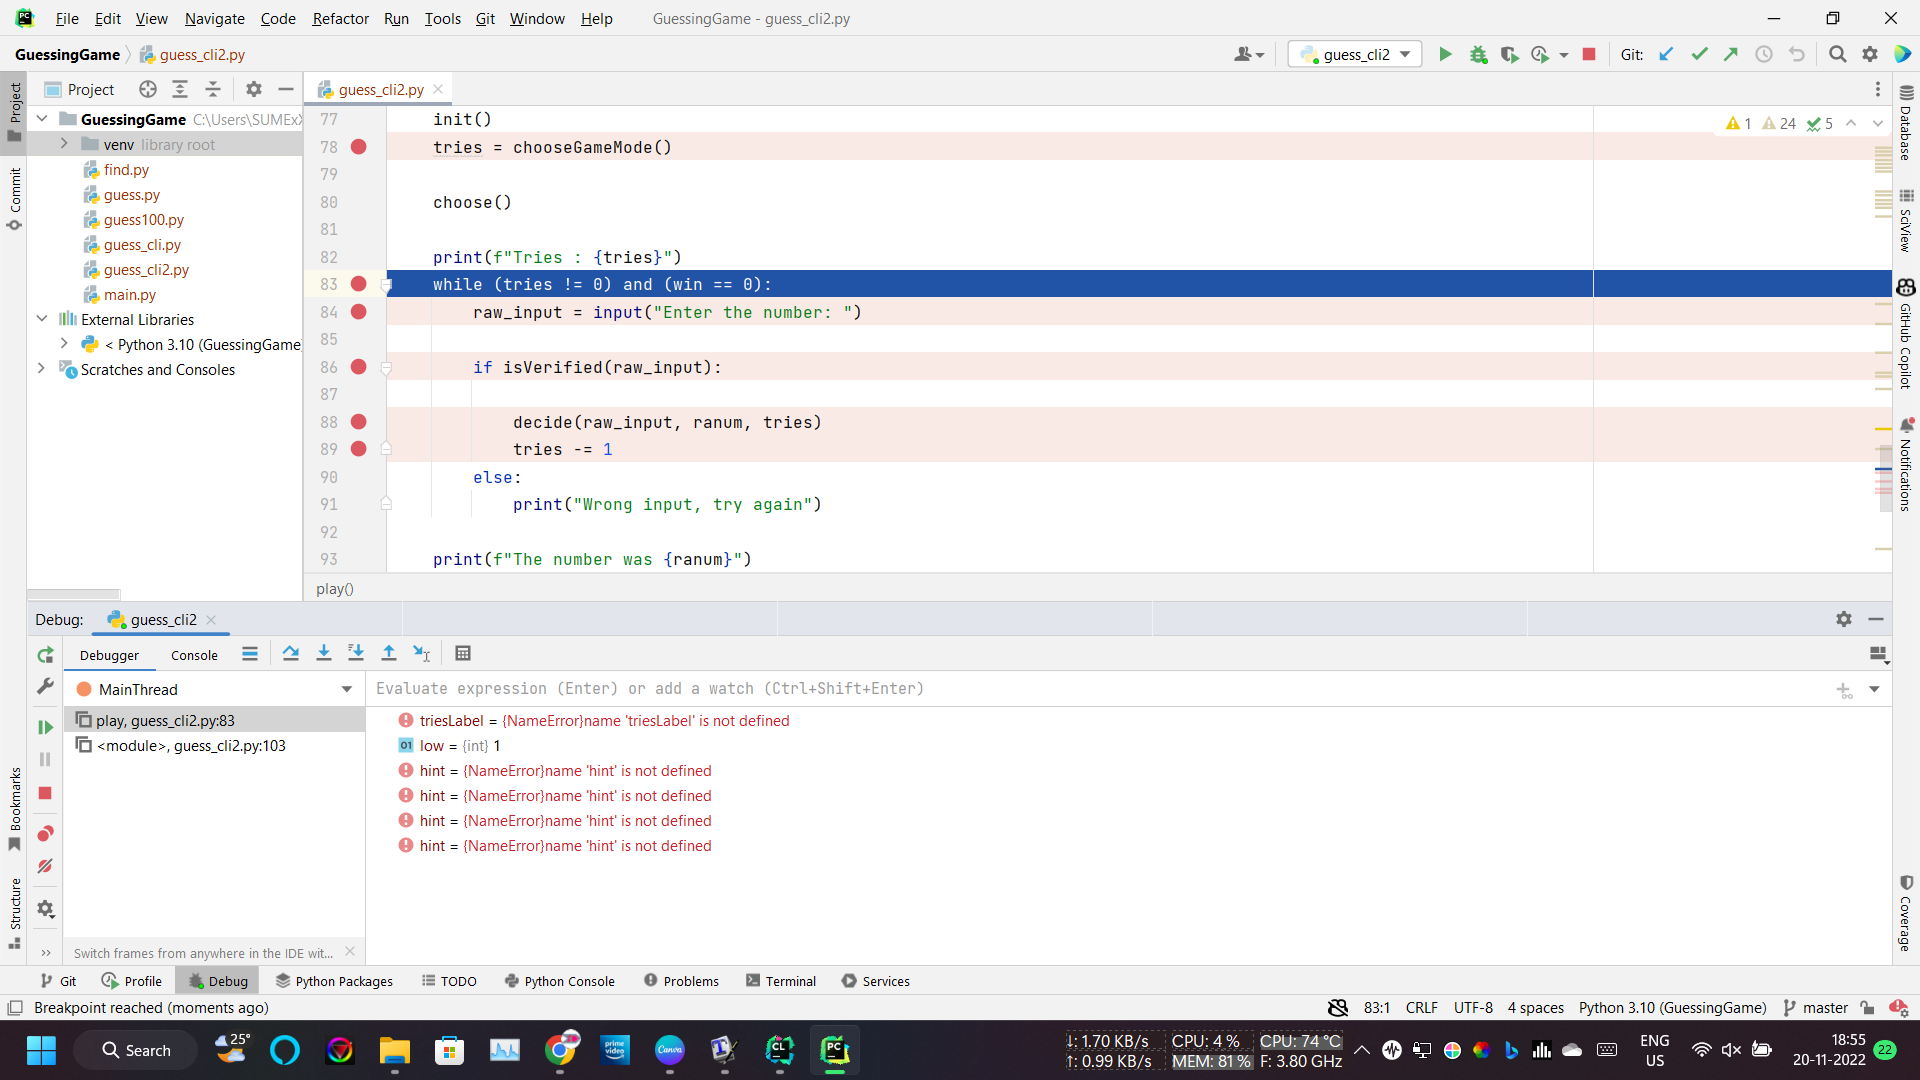 File Edit View Navigate Code Refactor Run Tools Git Window Help GuessingGame - guess_cli2.py
GuessingGame guess_cli2.py guess_cli2 Git:
Project guess_cli2.py
GuessingGame C:\Users\SUMEx
venv library root
find.py
guess.py
guess100.py
guess_cli.py
guess_cli2.py
main.py
External Libraries
< Python 3.10 (GuessingGame)
Scratches and Consoles
1 24 5
77 init()
78 tries = chooseGameMode()
79
80 choose()
81
82 print(f"Tries : {tries}")
83 while (tries != 0) and (win == 0):
84 raw_input = input("Enter the number: ")
85
86 if isVerified(raw_input):
87
88 decide(raw_input, ranum, tries)
89 tries -= 1
90 else:
91 print("Wrong input, try again")
92
93 print(f"The number was {ranum}")
play()
Project
Commit
Bookmarks
Structure
Database
SciView
GitHub Copilot
Notifications
Coverage
Debug: guess_cli2
Debugger Console
MainThread
Evaluate expression (Enter) or add a watch (Ctrl+Shift+Enter)
play, guess_cli2.py:83
<module>, guess_cli2.py:103
triesLabel = {NameError}name 'triesLabel' is not defined
01 low = {int} 1
hint = {NameError}name 'hint' is not defined
hint = {NameError}name 'hint' is not defined
hint = {NameError}name 'hint' is not defined
hint = {NameError}name 'hint' is not defined
Switch frames from anywhere in the IDE wit...
Git Profile Debug Python Packages TODO Python Console Problems Terminal Services
Breakpoint reached (moments ago) 83:1 CRLF UTF-8 4 spaces Python 3.10 (GuessingGame) master
Search 25° prime video Canva CL PC
↓: 1.70 KB/s CPU: 4 % CPU: 74 °C
↑: 0.99 KB/s MEM: 81 % F: 3.80 GHz
ENG
US
18:55
20-11-2022
22